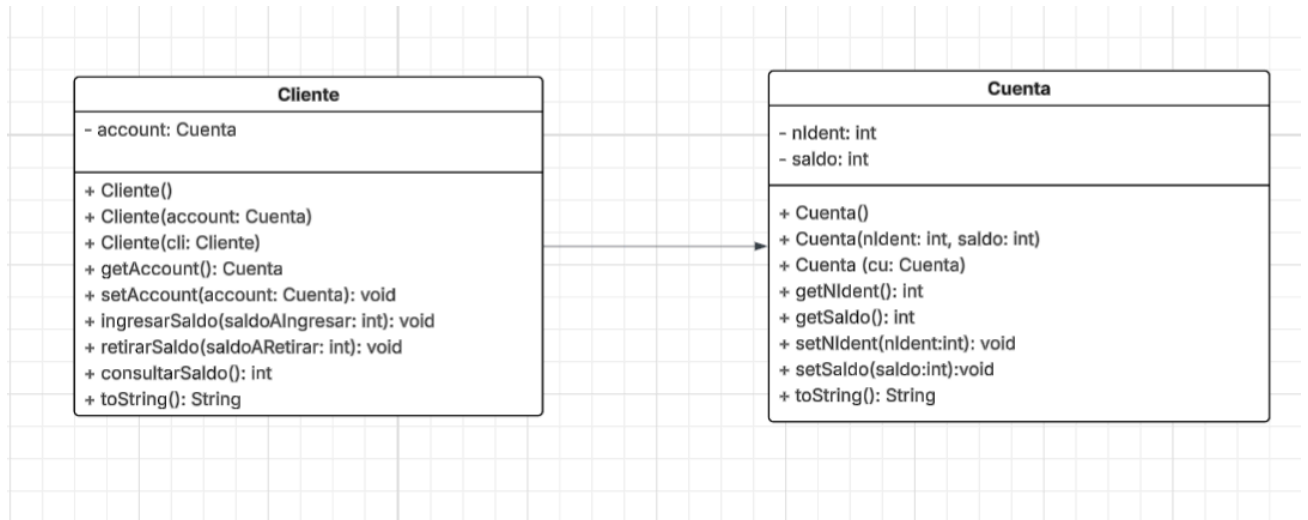 Cliente
- account: Cuenta
+ Cliente()
+ Cliente(account: Cuenta)
+ Cliente(cli: Cliente)
+ getAccount(): Cuenta
+ setAccount(account: Cuenta): void
+ ingresarSaldo(saldoAIngresar: int): void
+ retirarSaldo(saldoARetirar: int): void
+ consultarSaldo(): int
+ toString(): String
Cuenta
- nIdent: int
- saldo: int
+ Cuenta()
+ Cuenta(nIdent: int, saldo: int)
+ Cuenta (cu: Cuenta)
+ getNIdent(): int
+ getSaldo(): int
+ setNIdent(nIdent:int): void
+ setSaldo(saldo:int):void
+ toString(): String